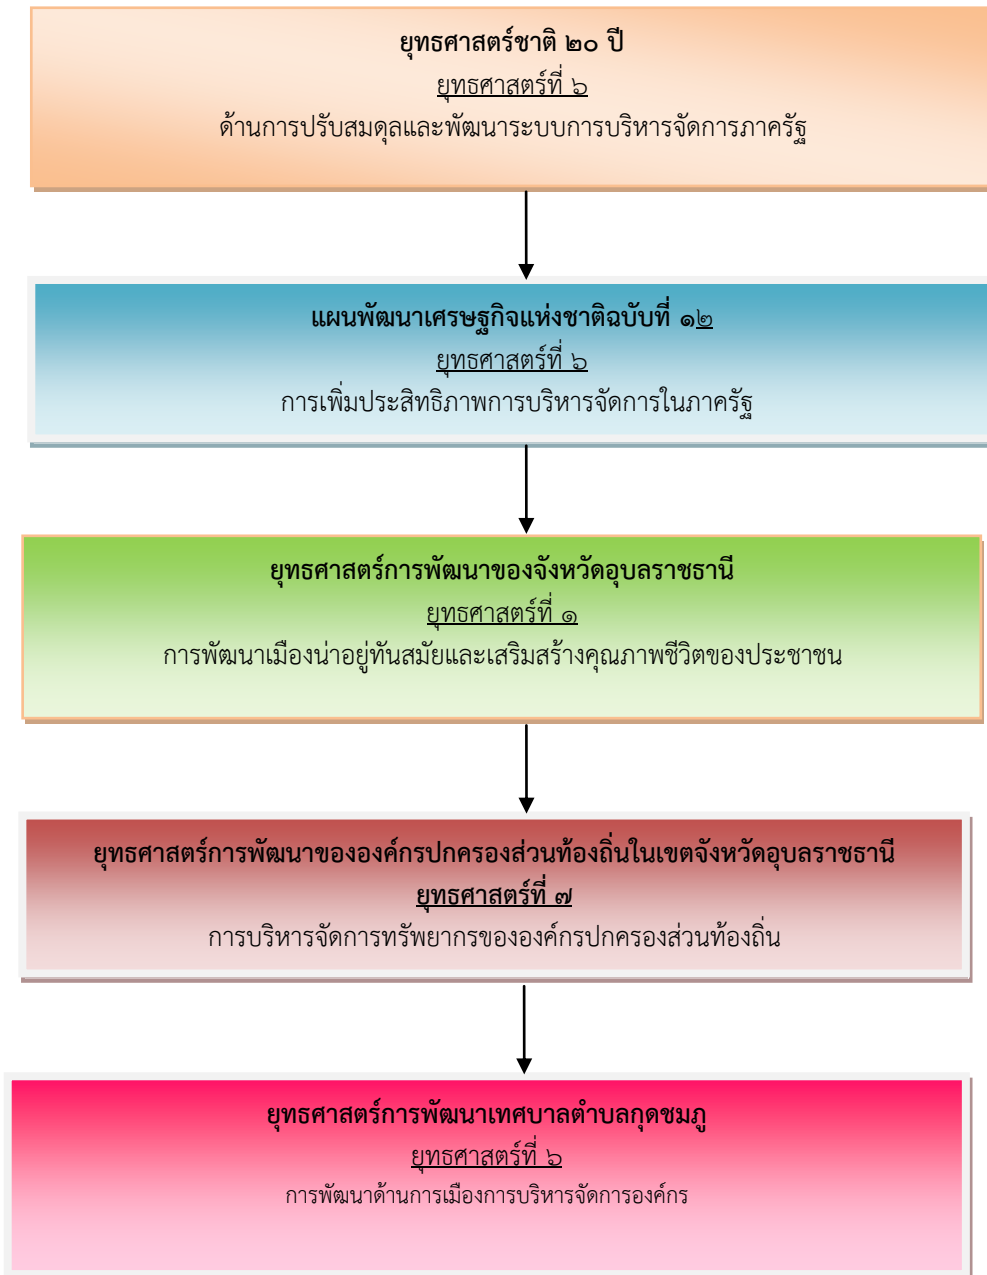 ยุทธศาสตร์ชาติ ๒๐ ปี
ยุทธศาสตร์ที่ ๖
ด้านการปรับสมดุลและพัฒนาระบบการบริหารจัดการภาครัฐ
แผนพัฒนาเศรษฐกิจแห่งชาติฉบับที่ ๑๒
ยุทธศาสตร์ที่ ๖
การเพิ่มประสิทธิภาพการบริหารจัดการในภาครัฐ
ยุทธศาสตร์การพัฒนาของจังหวัดอุบลราชธานี
ยุทธศาสตร์ที่ ๑
การพัฒนาเมืองน่าอยู่ทันสมัยและเสริมสร้างคุณภาพชีวิตของประชาชน
ยุทธศาสตร์การพัฒนาขององค์กรปกครองส่วนท้องถิ่นในเขตจังหวัดอุบลราชธานี
ยุทธศาสตร์ที่ ๗
การบริหารจัดการทรัพยากรขององค์กรปกครองส่วนท้องถิ่น
ยุทธศาสตร์การพัฒนาเทศบาลตำบลกุดชมภู
ยุทธศาสตร์ที่ ๖
การพัฒนาด้านการเมืองการบริหารจัดการองค์กร